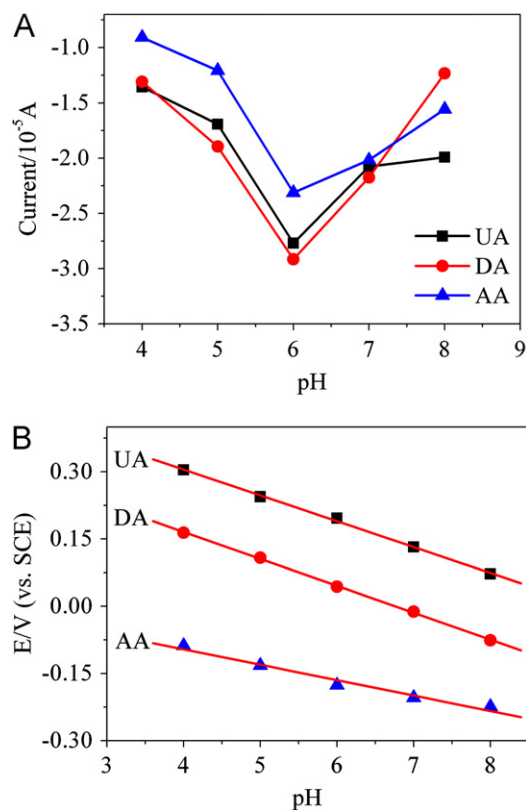 A
-1.0
-1.5
-2.0
-2.5
-3.0
-3.5
Current/10⁻⁵A
UA
DA
AA
4 5 6 7 8 9
pH
B
0.30
0.15
0.00
-0.15
-0.30
E/V (vs. SCE)
UA
DA
AA
3 4 5 6 7 8
pH